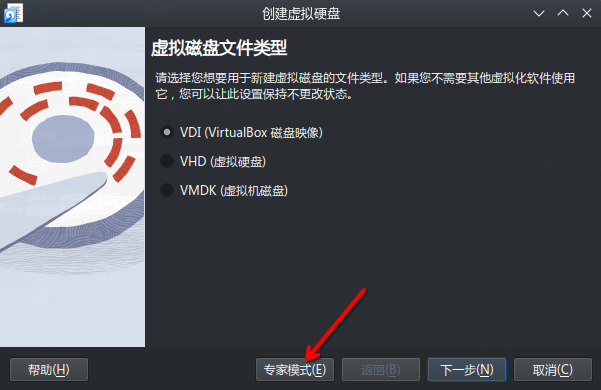 创建虚拟硬盘
虚拟磁盘文件类型
请选择您想要用于新建虚拟磁盘的文件类型。如果您不需要其他虚拟化软件使用
它，您可以让此设置保持不更改状态。
VDI (VirtualBox 磁盘映像)
VHD (虚拟硬盘)
VMDK (虚拟机磁盘)
帮助(H) 专家模式(E) 返回(B) 下一步(N) 取消(C)